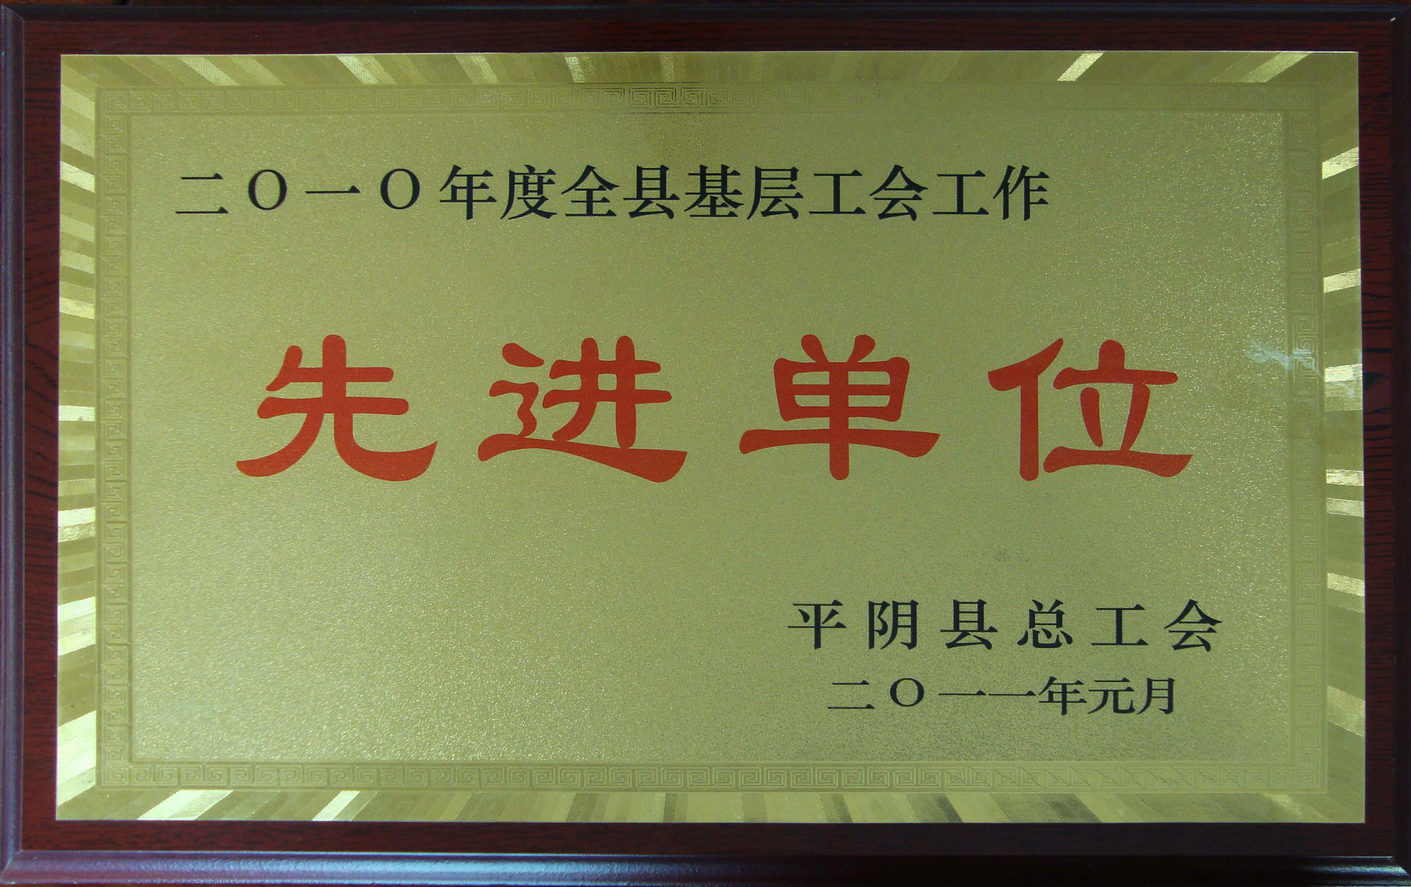 二〇一〇年度全县基层工会工作
先进单位
平阴县总工会
二〇一一年元月